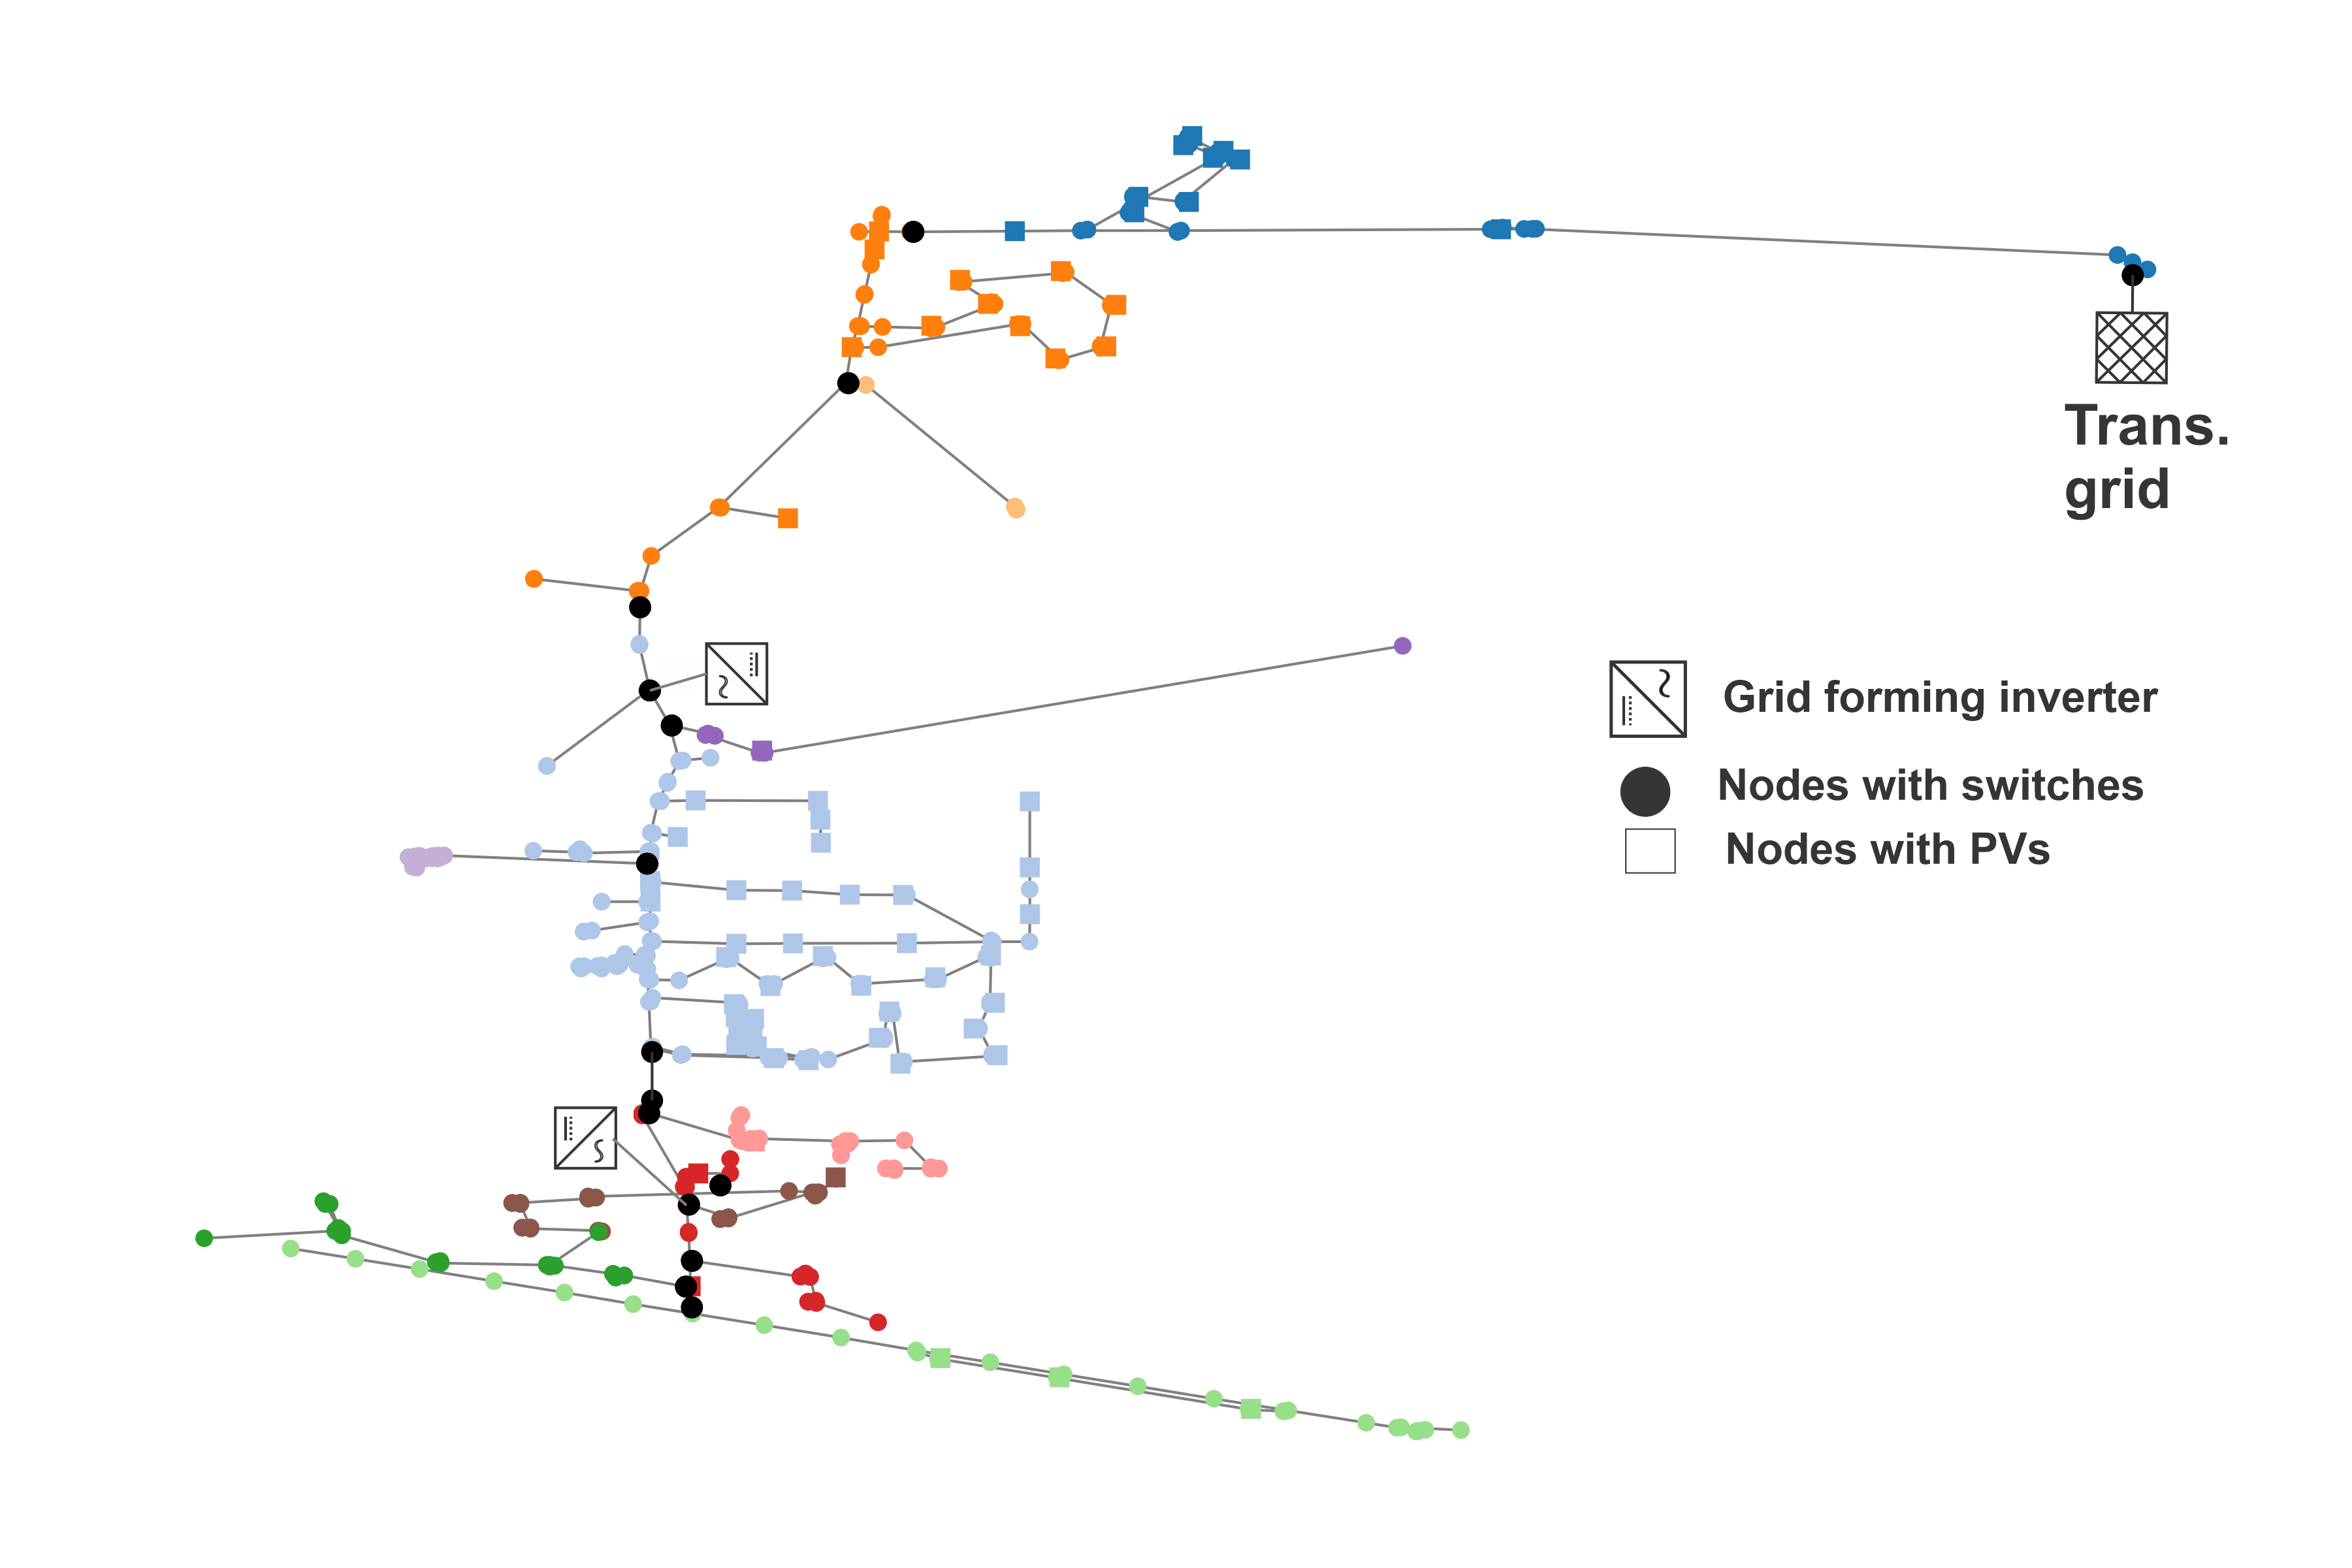 Trans.
grid
Grid forming inverter
Nodes with switches
Nodes with PVs